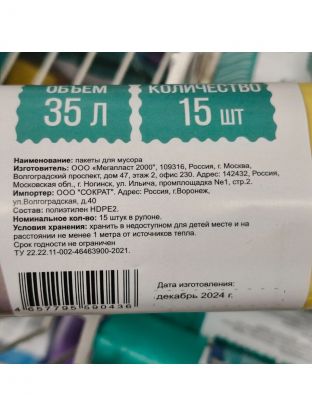 ОБЪЕМ КОЛИЧЕСТВО
35 Л 15 ШТ
Наименование: пакеты для мусора
Изготовитель: ООО «Мегапласт 2000", 109316, Россия, г. Москва,
Волгоградский проспект, дом 47, этаж 2, офис 230. Адрес: 142432, Россия,
Московская обл., г. Ногинск, ул. Ильича, промплощадка №1, стр.2.
Импортер: ООО "СОКРАТ". Адрес: Россия, г.Воронеж,
ул.Волгоградская, д.40
Состав: полиэтилен HDPE2.
Номинальное кол-во: 15 штук в рулоне.
Условия хранения: хранить в недоступном для детей месте и на
расстоянии не менее 1 метра от источников тепла.
Срок годности не ограничен
ТУ 22.22.11-002-46463900-2021.
Дата изготовления:
декабрь 2024 г.
4 657795 590436